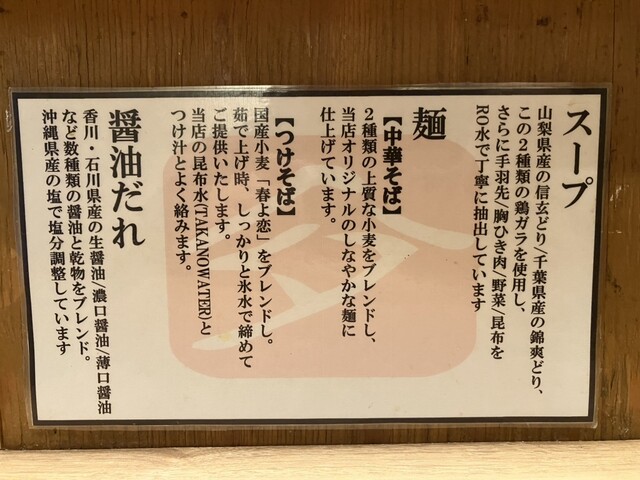 スープ
山梨県産の信玄どり/千葉県産の錦爽どり、
この2種類の鶏ガラを使用し、
さらに手羽先/胸ひき肉/野菜/昆布を
RO水で丁寧に抽出しています
麺
【中華そば】
2種類の上質な小麦をブレンドし、
当店オリジナルのしなやかな麺に
仕上げています。
【つけそば】
国産小麦「春よ恋」をブレンドし。
茹で上げ時、しっかりと氷水で締めて
ご提供いたします。
当店の昆布水(TAKANOWATER)と
つけ汁とよく絡みます。
醤油だれ
香川・石川県産の生醤油/濃口醤油/薄口醤油
など数種類の醤油と乾物をブレンド。
沖縄県産の塩で塩分調整しています